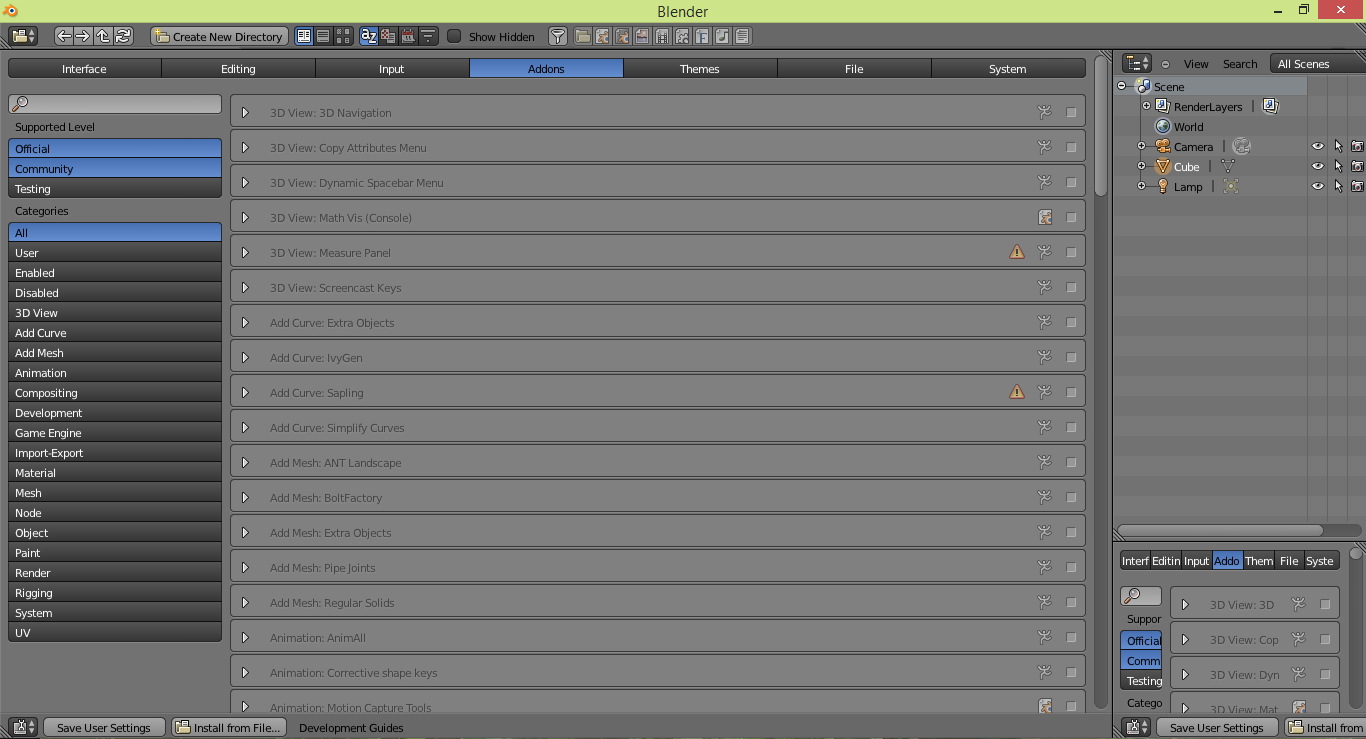 Blender
Create New Directory Show Hidden
Interface Editing Input Addons Themes File System
Supported Level
Official
Community
Testing
Categories
All
User
Enabled
Disabled
3D View
Add Curve
Add Mesh
Animation
Compositing
Development
Game Engine
Import-Export
Material
Mesh
Node
Object
Paint
Render
Rigging
System
UV
3D View: 3D Navigation
3D View: Copy Attributes Menu
3D View: Dynamic Spacebar Menu
3D View: Math Vis (Console)
3D View: Measure Panel
3D View: Screencast Keys
Add Curve: Extra Objects
Add Curve: IvyGen
Add Curve: Sapling
Add Curve: Simplify Curves
Add Mesh: ANT Landscape
Add Mesh: BoltFactory
Add Mesh: Extra Objects
Add Mesh: Pipe Joints
Add Mesh: Regular Solids
Animation: AnimAll
Animation: Corrective shape keys
Animation: Motion Capture Tools
Save User Settings Install from File... Development Guides
View Search All Scenes
Scene
RenderLayers
World
Camera
Cube
Lamp
Interf Editin Input Addo Them File Syste
Suppor
Official
Comm
Testing
Catego
3D View: 3D
3D View: Cop
3D View: Dyn
3D View: Mat
Save User Settings Install from